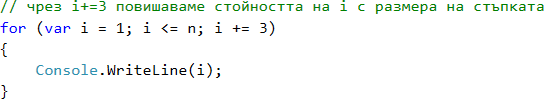 // чрез i+=3 повишаваме стойността на i с размера на стъпката
for (var i = 1; i <= n; i += 3)
{
    Console.WriteLine(i);
}